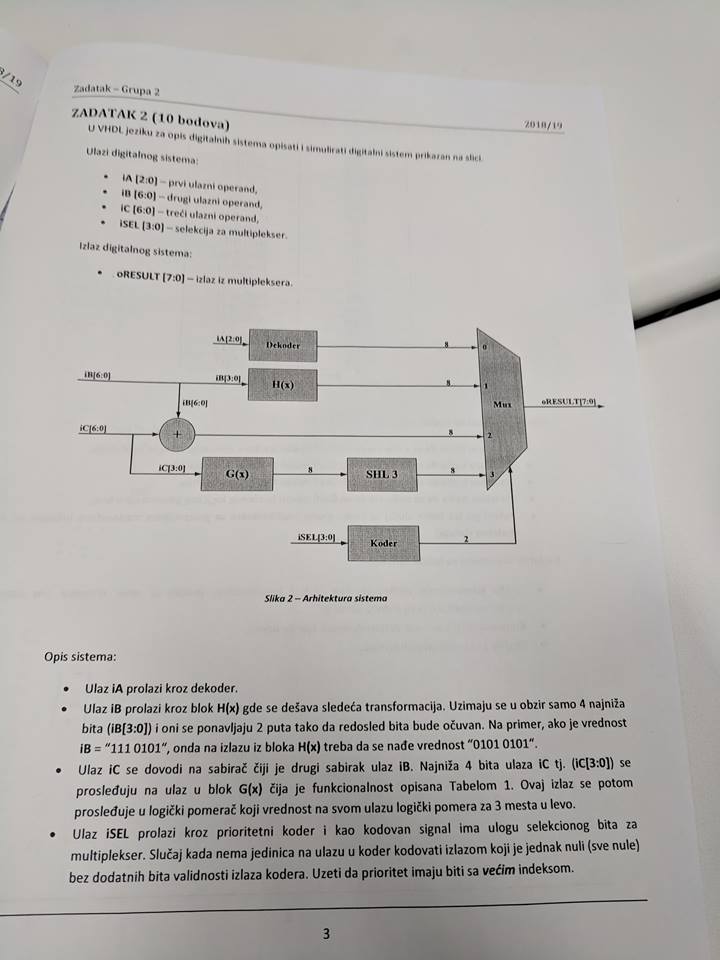 8/19
Zadatak – Grupa 2
2018/19
ZADATAK 2 (10 bodova)
U VHDL jeziku za opis digitalnih sistema opisati i simulirati digitalni sistem prikazan na slici.
Ulazi digitalnog sistema:
• iA [2:0] – prvi ulazni operand,
• iB [6:0] – drugi ulazni operand,
• iC [6:0] – treći ulazni operand,
• iSEL [3:0] – selekcija za multiplekser.
Izlaz digitalnog sistema:
• oRESULT [7:0] – izlaz iz multipleksera.
iA[2:0] Dekoder 8 0
iB[6:0] iB[3:0] H(x) 8 1
Mux oRESULT[7:0]
iB[6:0]
iC[6:0] + 8 2
iC[3:0] G(x) 8 SHL 3 8 3
iSEL[3:0] Koder 2
Slika 2 – Arhitektura sistema
Opis sistema:
• Ulaz iA prolazi kroz dekoder.
• Ulaz iB prolazi kroz blok H(x) gde se dešava sledeća transformacija. Uzimaju se u obzir samo 4 najniža
bita (iB[3:0]) i oni se ponavljaju 2 puta tako da redosled bita bude očuvan. Na primer, ako je vrednost
iB = “111 0101”, onda na izlazu iz bloka H(x) treba da se nađe vrednost “0101 0101”.
• Ulaz iC se dovodi na sabirač čiji je drugi sabirak ulaz iB. Najniža 4 bita ulaza iC tj. (iC[3:0]) se
prosleđuju na ulaz u blok G(x) čija je funkcionalnost opisana Tabelom 1. Ovaj izlaz se potom
prosleđuje u logički pomerač koji vrednost na svom ulazu logički pomera za 3 mesta u levo.
• Ulaz iSEL prolazi kroz prioritetni koder i kao kodovan signal ima ulogu selekcionog bita za
multiplekser. Slučaj kada nema jedinica na ulazu u koder kodovati izlazom koji je jednak nuli (sve nule)
bez dodatnih bita validnosti izlaza kodera. Uzeti da prioritet imaju biti sa većim indeksom.
3